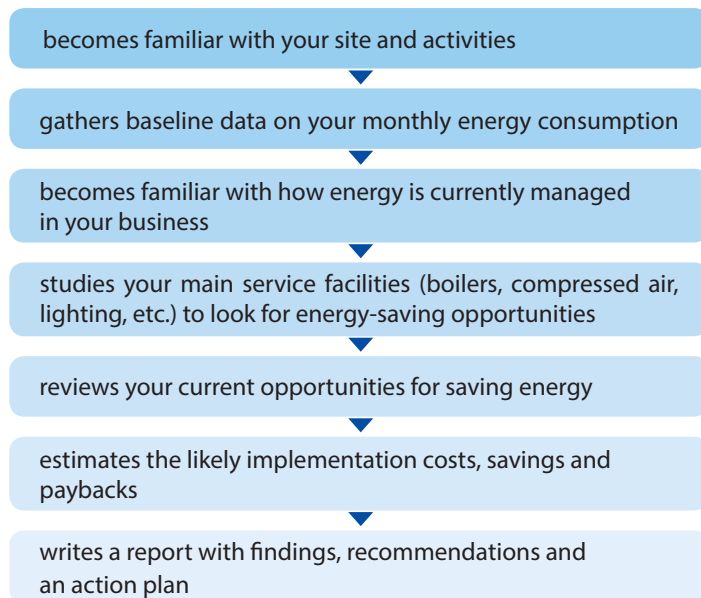 becomes familiar with your site and activities
gathers baseline data on your monthly energy consumption
becomes familiar with how energy is currently managed
in your business
studies your main service facilities (boilers, compressed air,
lighting, etc.) to look for energy-saving opportunities
reviews your current opportunities for saving energy
estimates the likely implementation costs, savings and
paybacks
writes a report with findings, recommendations and
an action plan